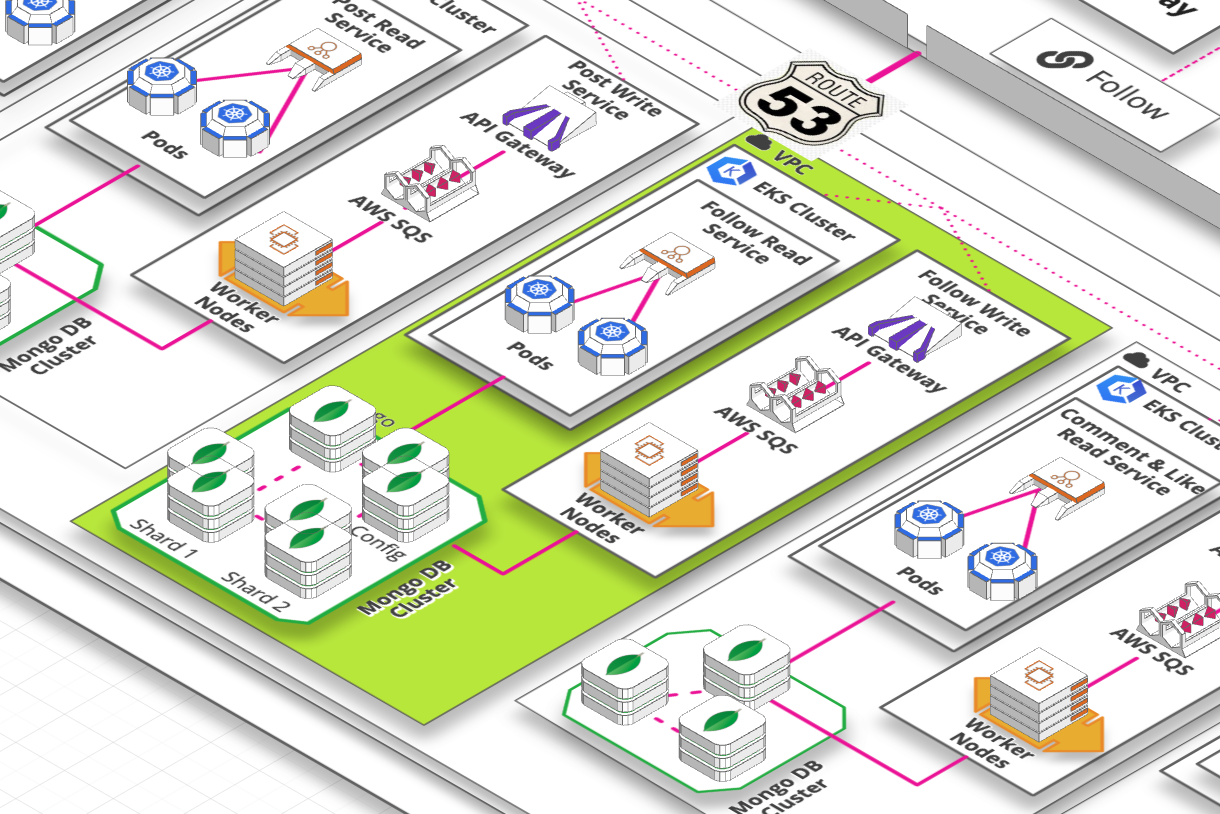 Cluster
Post Read
Service
Pods
Post Write
Service
API Gateway
AWS SQS
Worker
Nodes
Mongo DB
Cluster
ROUTE
53
Follow
VPC
EKS Cluster
Follow Read
Service
Pods
Follow Write
Service
API Gateway
AWS SQS
Worker
Nodes
Shard 1
Shard 2
Config
Mongo DB
Cluster
VPC
Comment & Like
Read Service
Pods
AWS SQS
Worker
Nodes
Mongo DB
Cluster